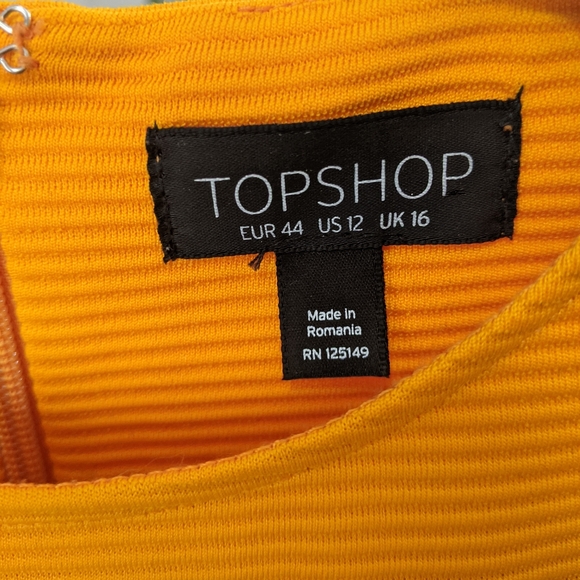 TOPSHOP
EUR 44 US 12 UK 16
Made in
Romania
RN 125149